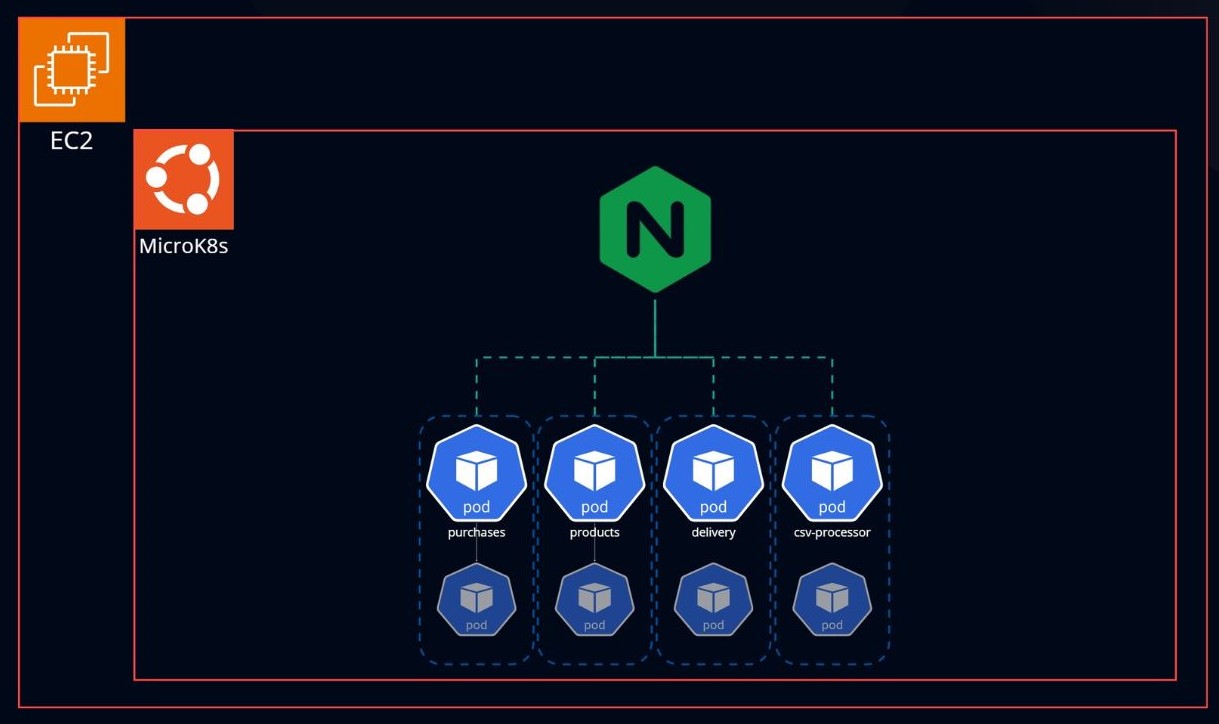 EC2
MicroK8s
N
pod
pod
pod
pod
purchases
products
delivery
csv-processor
pod
pod
pod
pod